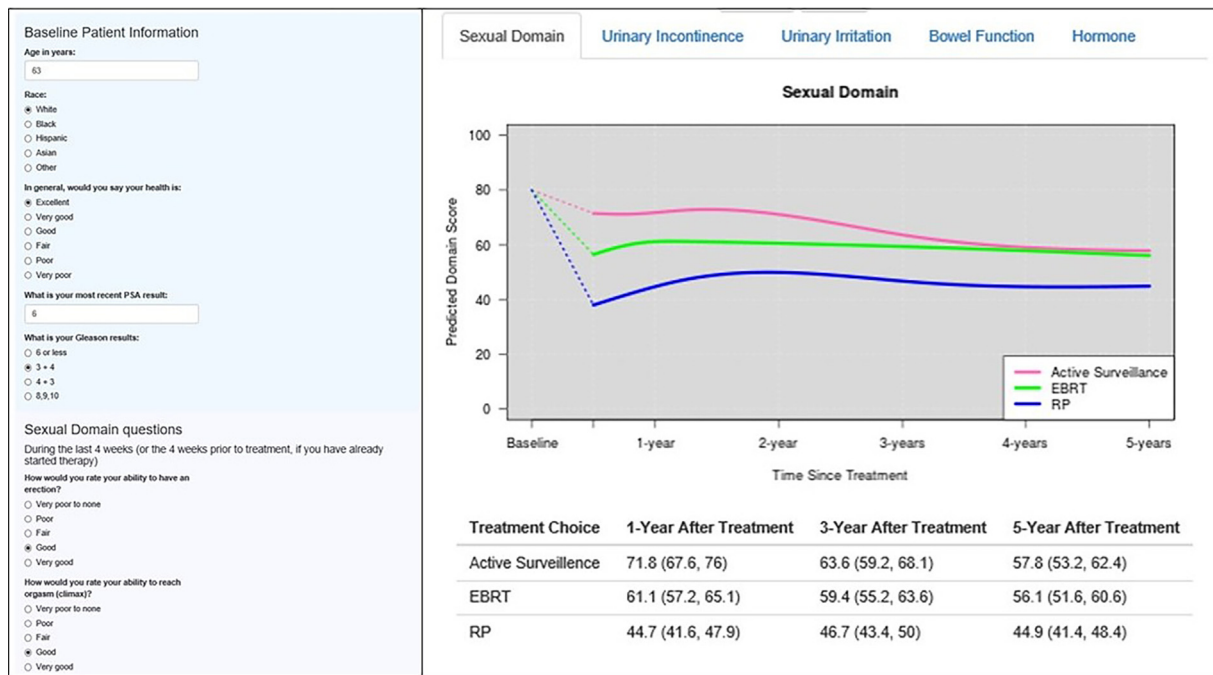 Baseline Patient Information
Age in years:
63
Race:
White
Black
Hispanic
Asian
Other
In general, would you say your health is:
Excellent
Very good
Good
Fair
Poor
Very poor
What is your most recent PSA result:
6
What is your Gleason results:
6 or less
3 + 4
4 + 3
8,9,10
Sexual Domain questions
During the last 4 weeks (or the 4 weeks prior to treatment, if you have already
started therapy)
How would you rate your ability to have an
erection?
Very poor to none
Poor
Fair
Good
Very good
How would you rate your ability to reach
orgasm (climax)?
Very poor to none
Poor
Fair
Good
Very good
Sexual Domain Urinary Incontinence Urinary Irritation Bowel Function Hormone
Sexual Domain
Predicted Domain Score
100
80
60
40
20
0
Active Surveillance
EBRT
RP
Baseline 1-year 2-year 3-years 4-years 5-years
Time Since Treatment
Treatment Choice 1-Year After Treatment 3-Year After Treatment 5-Year After Treatment
Active Surveillence 71.8 (67.6, 76) 63.6 (59.2, 68.1) 57.8 (53.2, 62.4)
EBRT 61.1 (57.2, 65.1) 59.4 (55.2, 63.6) 56.1 (51.6, 60.6)
RP 44.7 (41.6, 47.9) 46.7 (43.4, 50) 44.9 (41.4, 48.4)